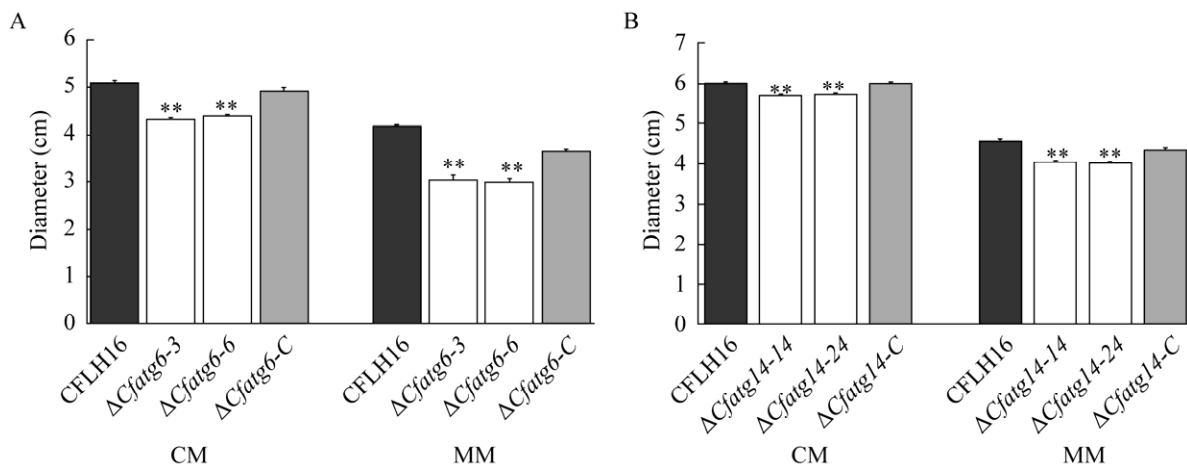 A
Diameter (cm)
6
5
4
3
2
1
0
** **
** **
CFLH16 ΔCfatg6-3 ΔCfatg6-6 ΔCfatg6-C CFLH16 ΔCfatg6-3 ΔCfatg6-6 ΔCfatg6-C
CM MM
B
Diameter (cm)
7
6
5
4
3
2
1
0
** **
** **
CFLH16 ΔCfatg14-14 ΔCfatg14-24 ΔCfatg14-C CFLH16 ΔCfatg14-14 ΔCfatg14-24 ΔCfatg14-C
CM MM